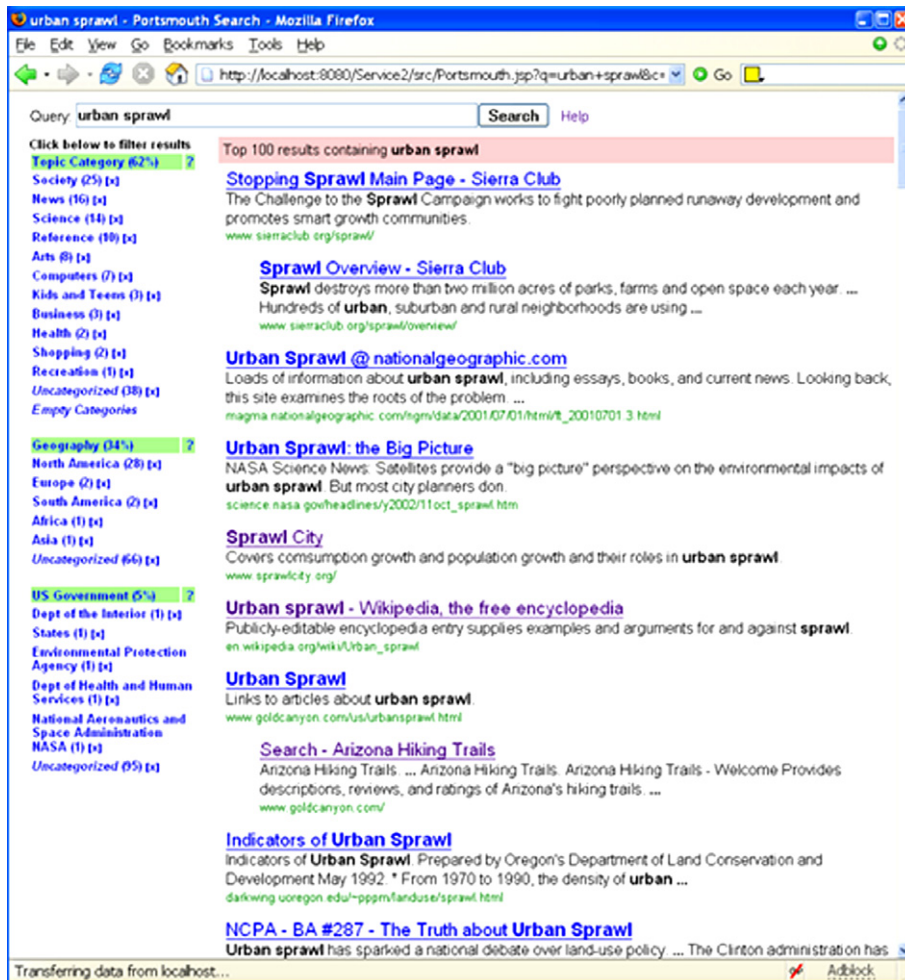 urban sprawl - Portsmouth Search - Mozilla Firefox
File Edit View Go Bookmarks Tools Help
http://localhost:8080/Service2/src/Portsmouth.jsp?q=urban+sprawl&c= Go
Query: urban sprawl Search Help
Click below to filter results
Topic Category (62%) ?
Society (25) [x]
News (16) [x]
Science (14) [x]
Reference (10) [x]
Arts (8) [x]
Computers (7) [x]
Kids and Teens (3) [x]
Business (3) [x]
Health (2) [x]
Shopping (2) [x]
Recreation (1) [x]
Uncategorized (38) [x]
Empty Categories
Geography (34%) ?
North America (28) [x]
Europe (2) [x]
South America (2) [x]
Africa (1) [x]
Asia (1) [x]
Uncategorized (66) [x]
US Government (5%) ?
Dept of the Interior (1) [x]
States (1) [x]
Environmental Protection
Agency (1) [x]
Dept of Health and Human
Services (1) [x]
National Aeronautics and
Space Administration
NASA (1) [x]
Uncategorized (95) [x]
Top 100 results containing urban sprawl
Stopping Sprawl Main Page - Sierra Club
The Challenge to the Sprawl Campaign works to fight poorly planned runaway development and
promotes smart growth communities.
www.sierraclub.org/sprawl/
Sprawl Overview - Sierra Club
Sprawl destroys more than two million acres of parks, farms and open space each year. ...
Hundreds of urban, suburban and rural neighborhoods are using ...
www.sierraclub.org/sprawl/overview/
Urban Sprawl @ nationalgeographic.com
Loads of information about urban sprawl, including essays, books, and current news. Looking back,
this site examines the roots of the problem. ...
magma.nationalgeographic.com/ngm/data/2001/07/01/html/ft_20010701.3.html
Urban Sprawl: the Big Picture
NASA Science News: Satellites provide a "big picture" perspective on the environmental impacts of
urban sprawl. But most city planners don.
science.nasa.gov/headlines/y2002/11oct_sprawl.htm
Sprawl City
Covers comsumption growth and population growth and their roles in urban sprawl.
www.sprawlcity.org/
Urban sprawl - Wikipedia, the free encyclopedia
Publicly-editable encyclopedia entry supplies examples and arguments for and against sprawl.
en.wikipedia.org/wiki/Urban_sprawl
Urban Sprawl
Links to articles about urban sprawl.
www.goldcanyon.com/us/urbansprawl.html
Search - Arizona Hiking Trails
Arizona Hiking Trails. ... Arizona Hiking Trails. Arizona Hiking Trails - Welcome Provides
descriptions, reviews, and ratings of Arizona's hiking trails. ...
www.goldcanyon.com/
Indicators of Urban Sprawl
Indicators of Urban Sprawl. Prepared by Oregon's Department of Land Conservation and
Development May 1992. * From 1970 to 1990, the density of urban ...
darkwing.uoregon.edu/~pppm/landuse/sprawl.html
NCPA - BA #287 - The Truth about Urban Sprawl
Urban sprawl has sparked a national debate over land-use policy. ... The Clinton administration has
Transferring data from localhost... Adblock